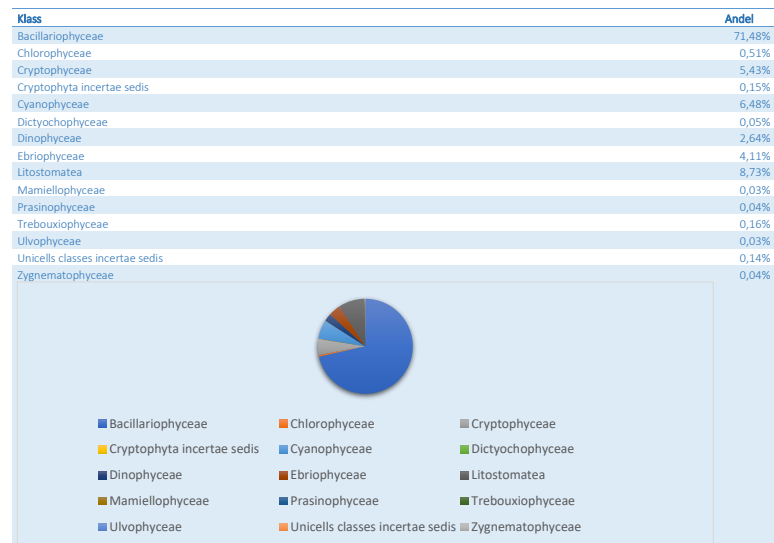 Klass Andel
Bacillariophyceae 71,48%
Chlorophyceae 0,51%
Cryptophyceae 5,43%
Cryptophyta incertae sedis 0,15%
Cyanophyceae 6,48%
Dictyochophyceae 0,05%
Dinophyceae 2,64%
Ebriophyceae 4,11%
Litostomatea 8,73%
Mamiellophyceae 0,03%
Prasinophyceae 0,04%
Trebouxiophyceae 0,16%
Ulvophyceae 0,03%
Unicells classes incertae sedis 0,14%
Zygnematophyceae 0,04%
Bacillariophyceae Chlorophyceae Cryptophyceae
Cryptophyta incertae sedis Cyanophyceae Dictyochophyceae
Dinophyceae Ebriophyceae Litostomatea
Mamiellophyceae Prasinophyceae Trebouxiophyceae
Ulvophyceae Unicells classes incertae sedis Zygnematophyceae